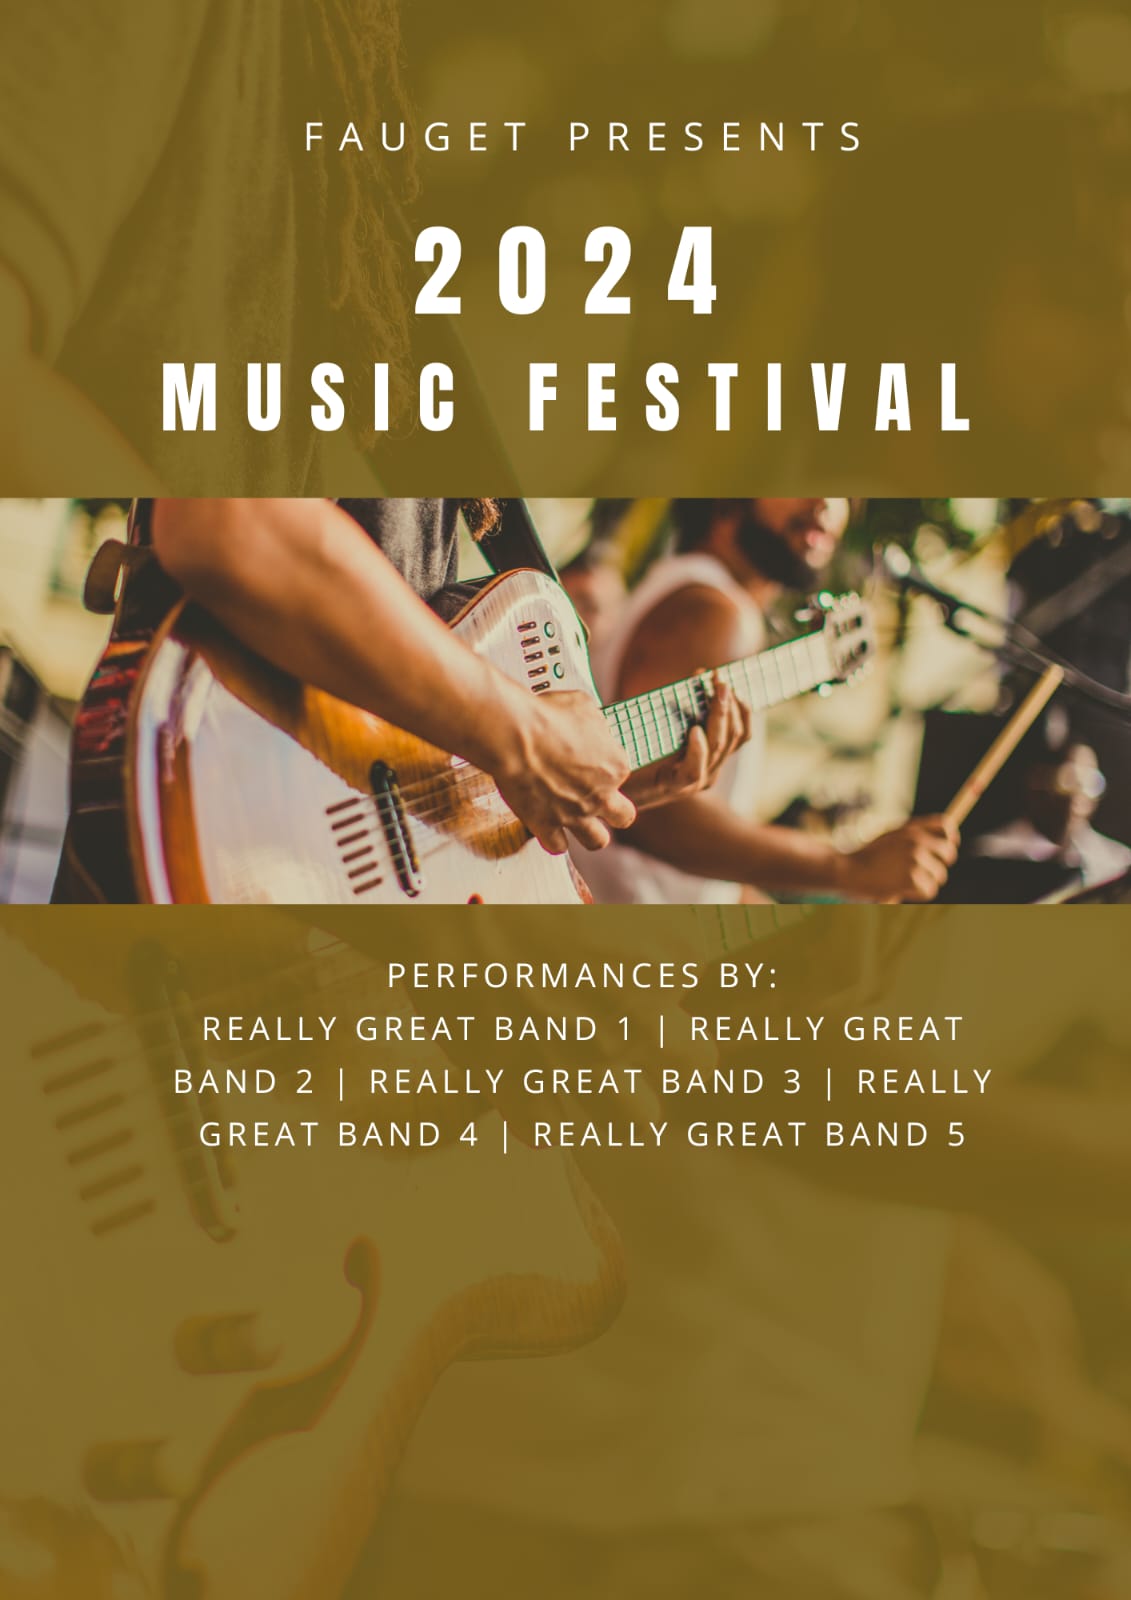 FAUGET PRESENTS
2024
MUSIC FESTIVAL
PERFORMANCES BY:
REALLY GREAT BAND 1 | REALLY GREAT
BAND 2 | REALLY GREAT BAND 3 | REALLY
GREAT BAND 4 | REALLY GREAT BAND 5